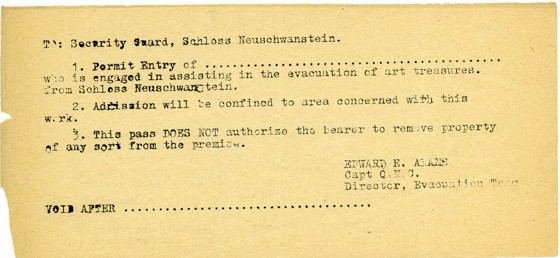 TO: Security Guard, Schloss Neuschwanstein.
1. Permit Entry of ............................................
who is engaged in assisting in the evacuation of art treasures.
from Schloss Neuschwangtein.
2. Admission will be confined to area concerned with this
work.
3. This pass DOES NOT authorize the bearer to remove property
of any sort from the premise.
EDWARD E. ADAMS
Capt Q.M.C.
Director, Evacuation
VOID AFTER ....................................